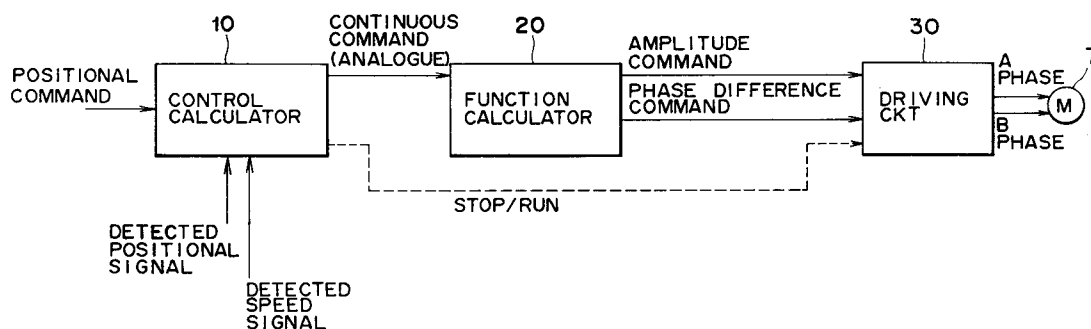 10
CONTINUOUS
COMMAND
(ANALOGUE)
20
AMPLITUDE
COMMAND
PHASE DIFFERENCE
COMMAND
30
A
PHASE
POSITIONAL
COMMAND
CONTROL
CALCULATOR
FUNCTION
CALCULATOR
DRIVING
CKT
M
B
PHASE
STOP/RUN
DETECTED
POSITIONAL
SIGNAL
DETECTED
SPEED
SIGNAL